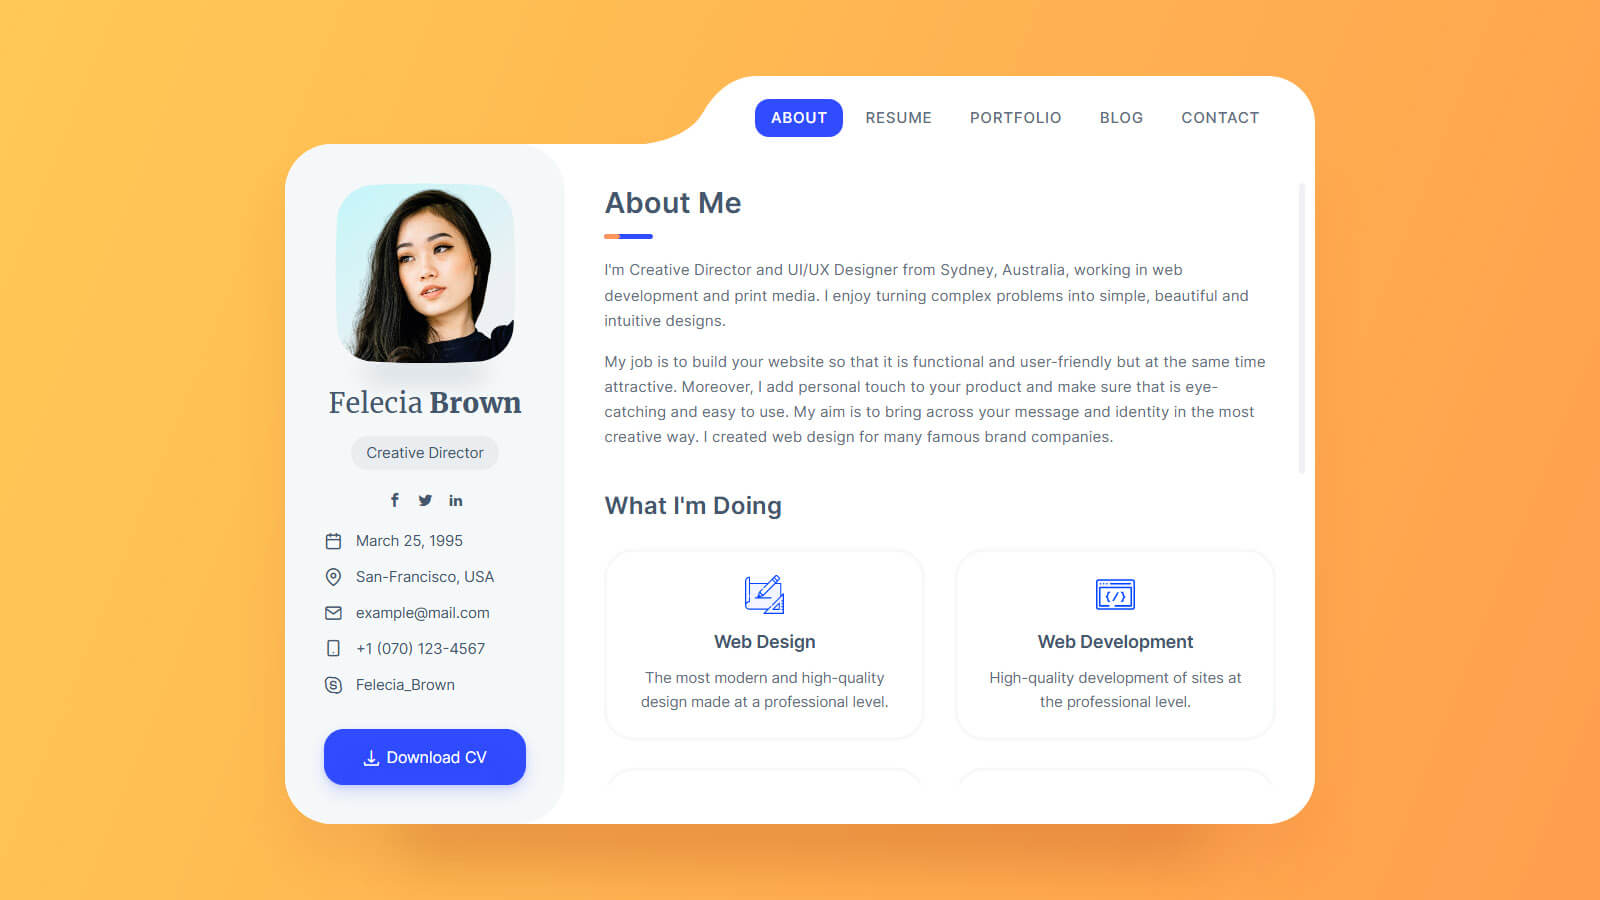 ABOUT RESUME PORTFOLIO BLOG CONTACT
Felecia Brown
Creative Director
f in
March 25, 1995
San-Francisco, USA
example@mail.com
+1 (070) 123-4567
S Felecia_Brown
Download CV
About Me
I'm Creative Director and UI/UX Designer from Sydney, Australia, working in web
development and print media. I enjoy turning complex problems into simple, beautiful and
intuitive designs.
My job is to build your website so that it is functional and user-friendly but at the same time
attractive. Moreover, I add personal touch to your product and make sure that is eye-
catching and easy to use. My aim is to bring across your message and identity in the most
creative way. I created web design for many famous brand companies.
What I'm Doing
Web Design
The most modern and high-quality
design made at a professional level.
{/}
Web Development
High-quality development of sites at
the professional level.